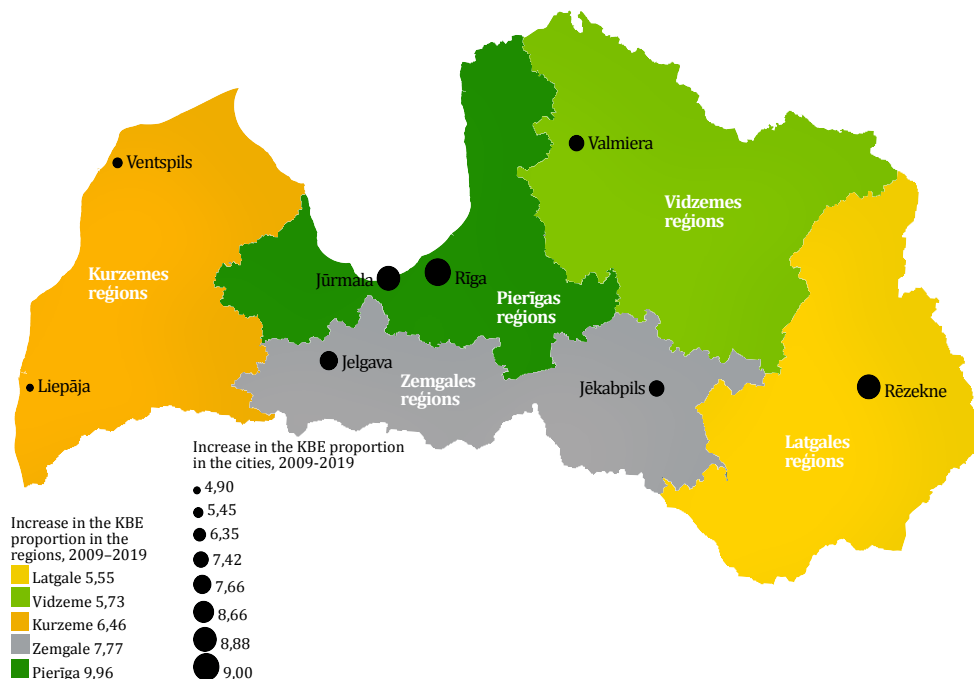 Ventspils
Valmiera
Vidzemes
reģions
Kurzemes
reģions
Jūrmala
Rīga
Pierīgas
reģions
Jelgava
Liepāja
Zemgales
reģions
Jēkabpils
Rēzekne
Latgales
reģions
Increase in the KBE proportion
in the cities, 2009-2019
4,90
5,45
6,35
7,42
7,66
8,66
8,88
9,00
Increase in the KBE
proportion in the
regions, 2009–2019
Latgale 5,55
Vidzeme 5,73
Kurzeme 6,46
Zemgale 7,77
Pierīga 9,96